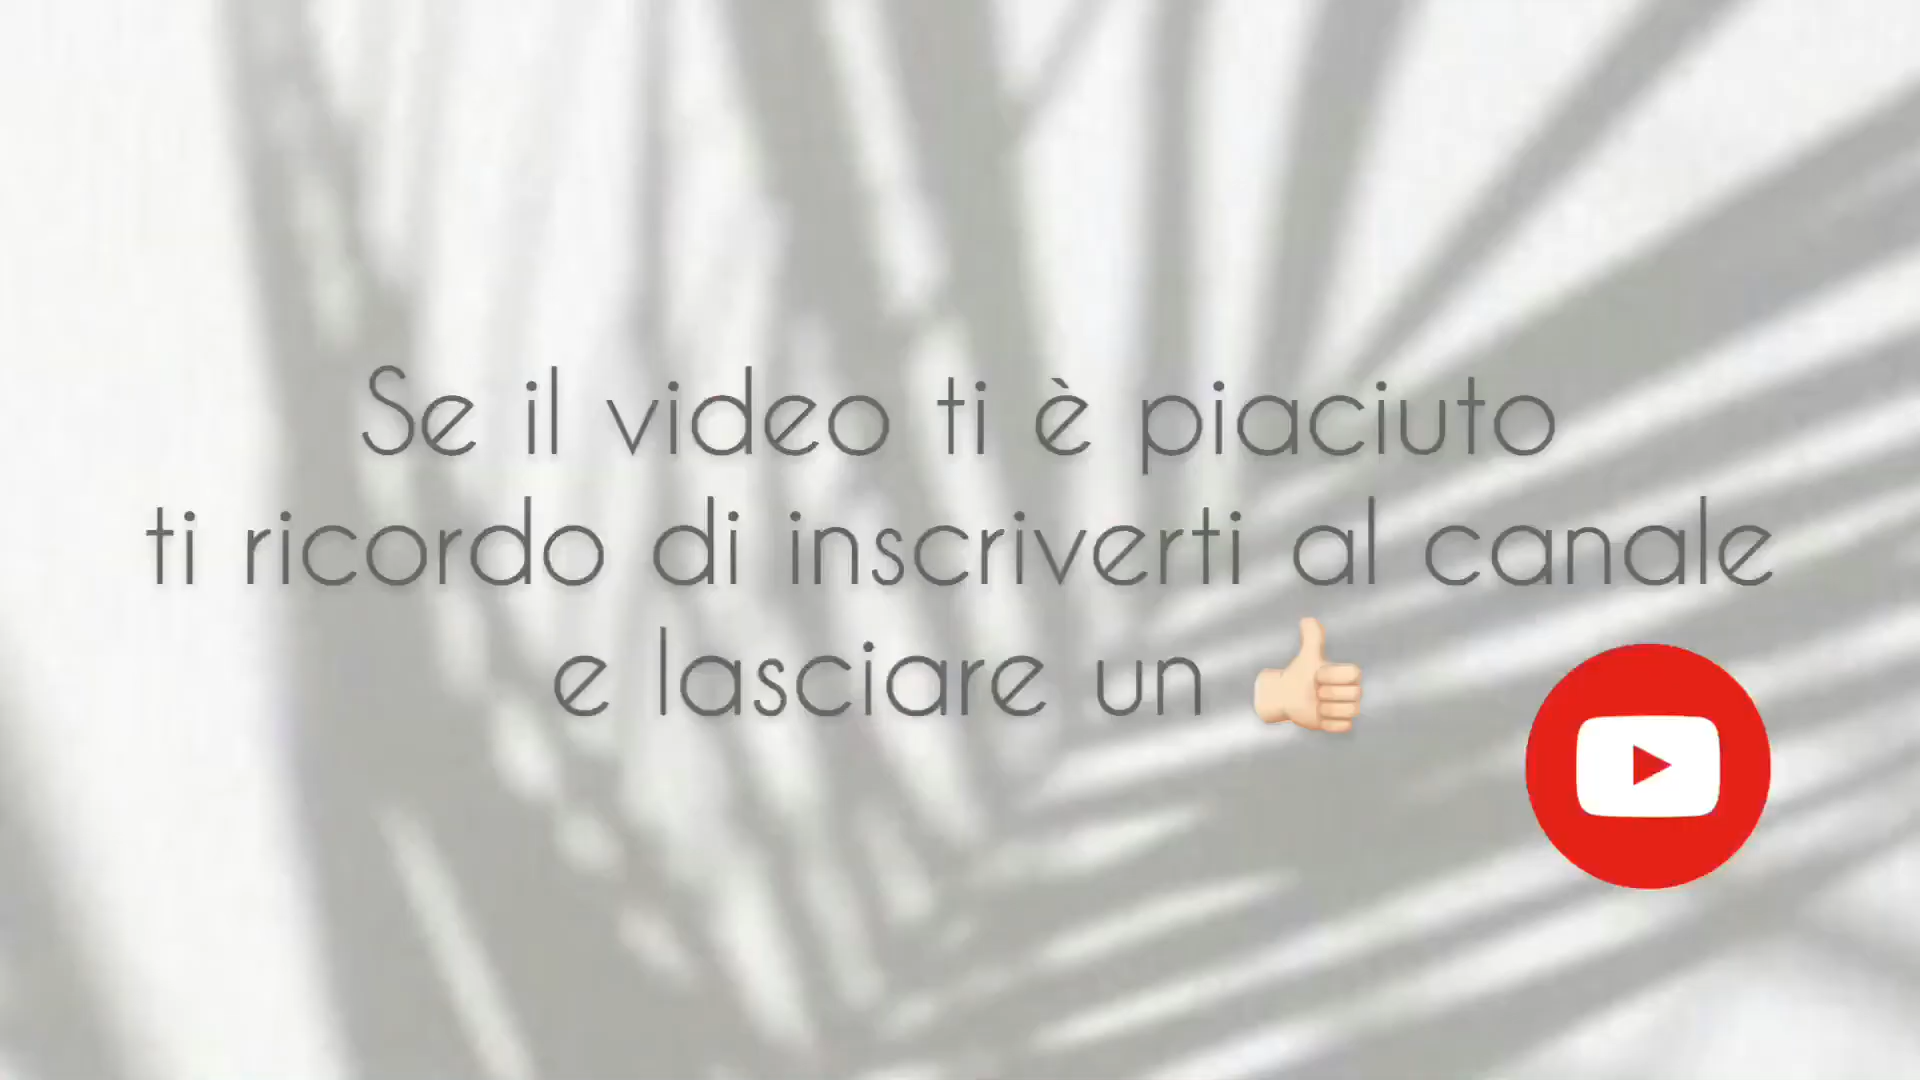 Se il video ti è piaciuto
ti ricordo di inscriverti al canale
e lasciare un 👍🏻